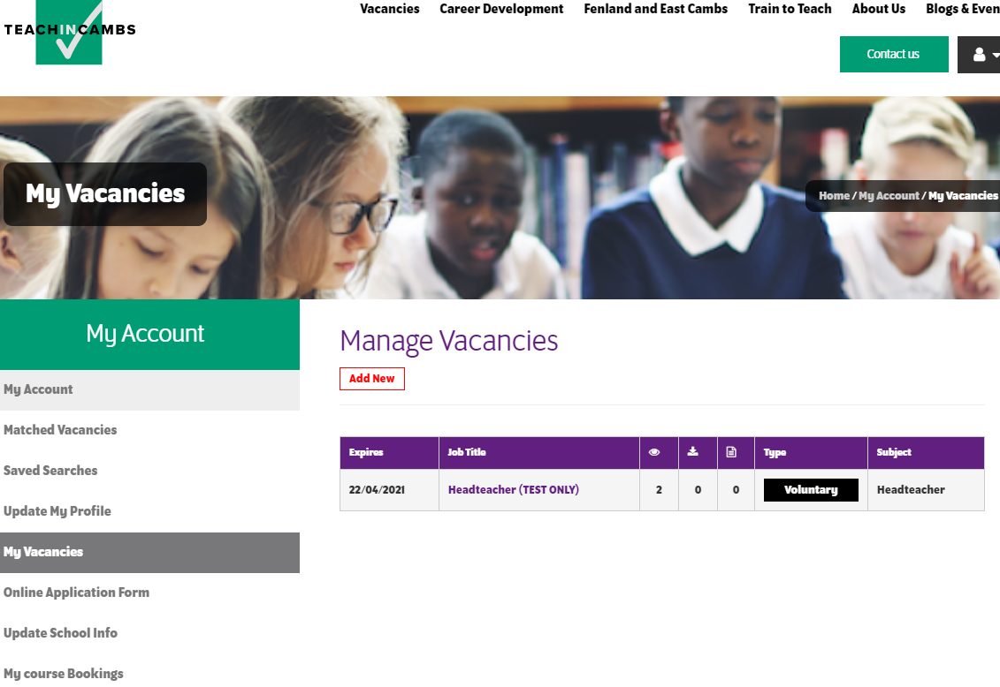 TEACHINCAMBS
Vacancies Career Development Fenland and East Cambs Train to Teach About Us Blogs & Even
Contact us
My Vacancies
Home / My Account / My Vacancies
My Account
My Account
Matched Vacancies
Saved Searches
Update My Profile
My Vacancies
Online Application Form
Update School Info
My course Bookings
Manage Vacancies
Add New
Expires Job Title Type Subject
22/04/2021 Headteacher (TEST ONLY) 2 0 0 Voluntary Headteacher